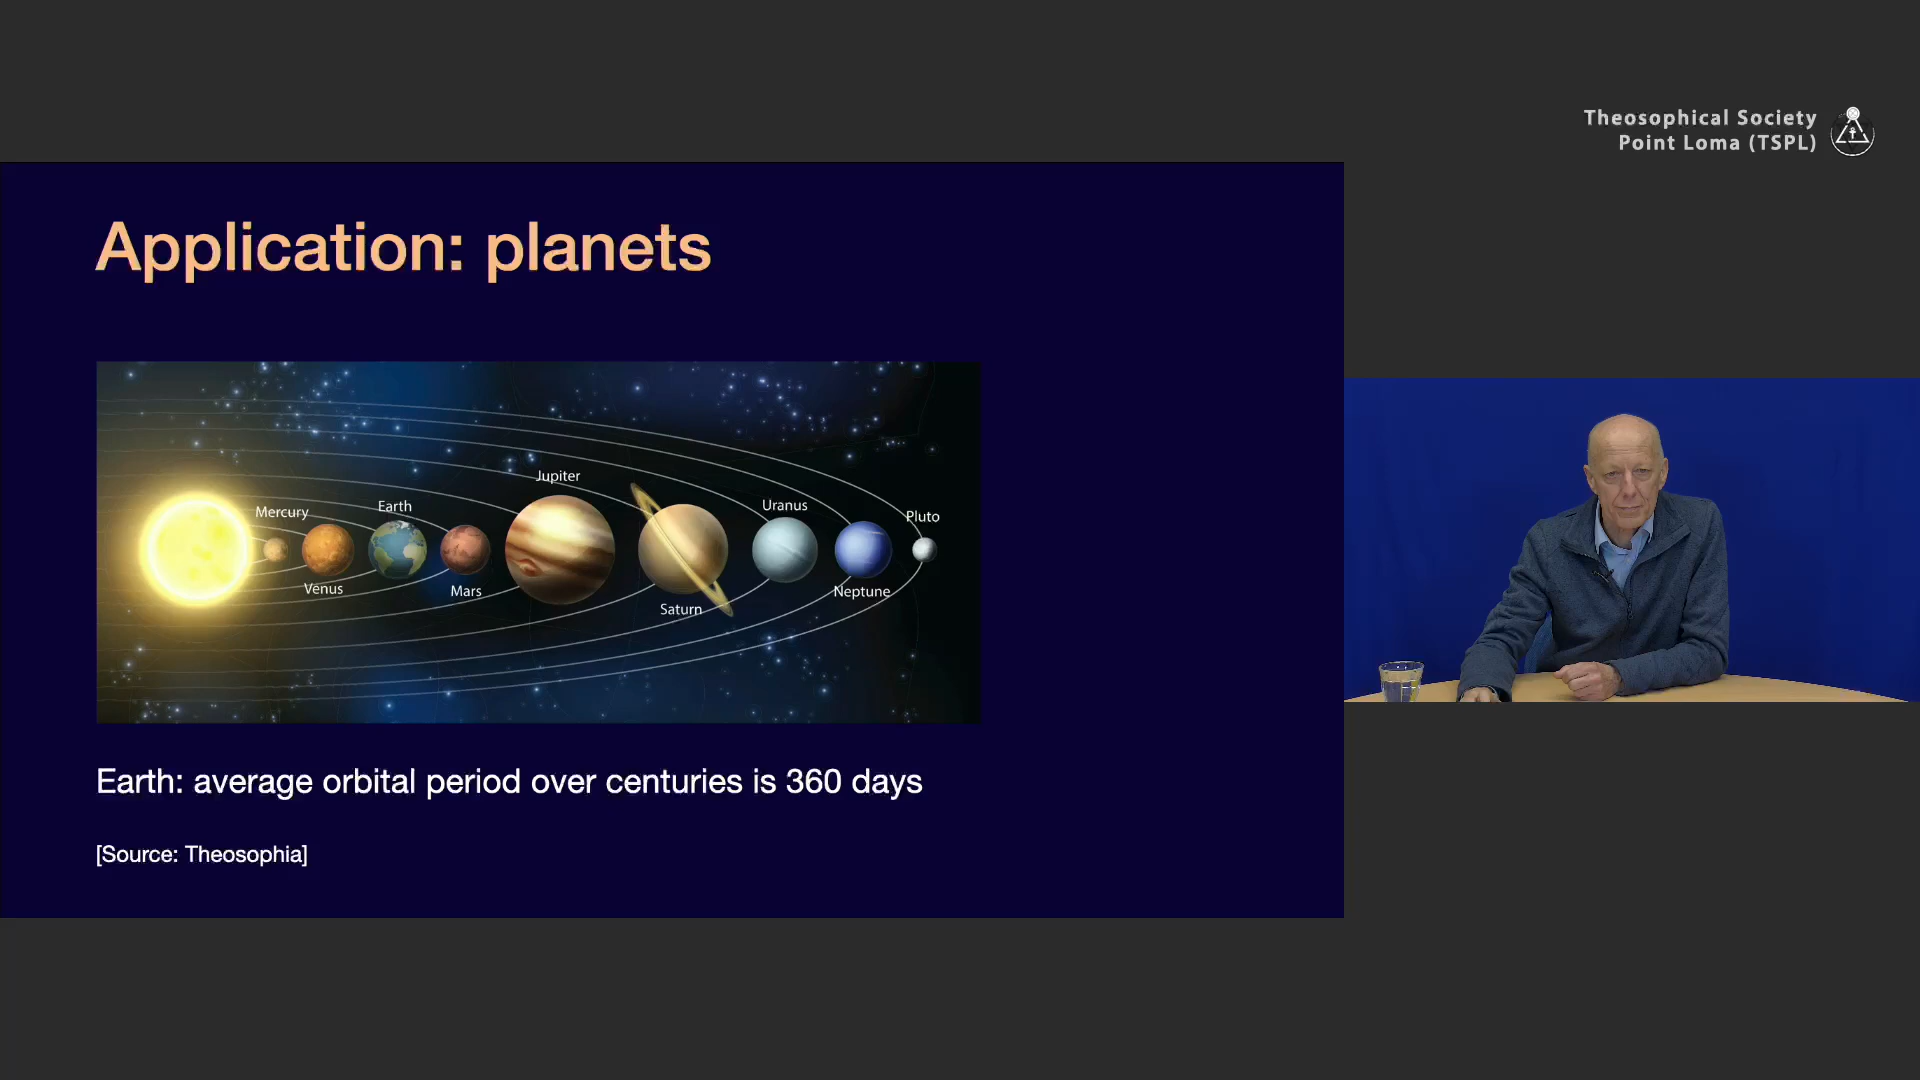 Theosophical Society
Point Loma (TSPL)
Application: planets
Mercury
Venus
Earth
Mars
Jupiter
Saturn
Uranus
Neptune
Pluto
Earth: average orbital period over centuries is 360 days
[Source: Theosophia]